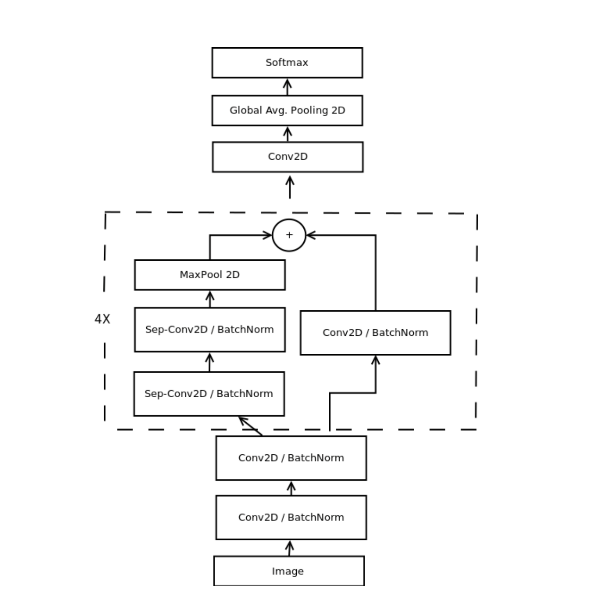 Softmax
Global Avg. Pooling 2D
Conv2D
+
MaxPool 2D
4X
Sep-Conv2D / BatchNorm
Conv2D / BatchNorm
Sep-Conv2D / BatchNorm
Conv2D / BatchNorm
Conv2D / BatchNorm
Image